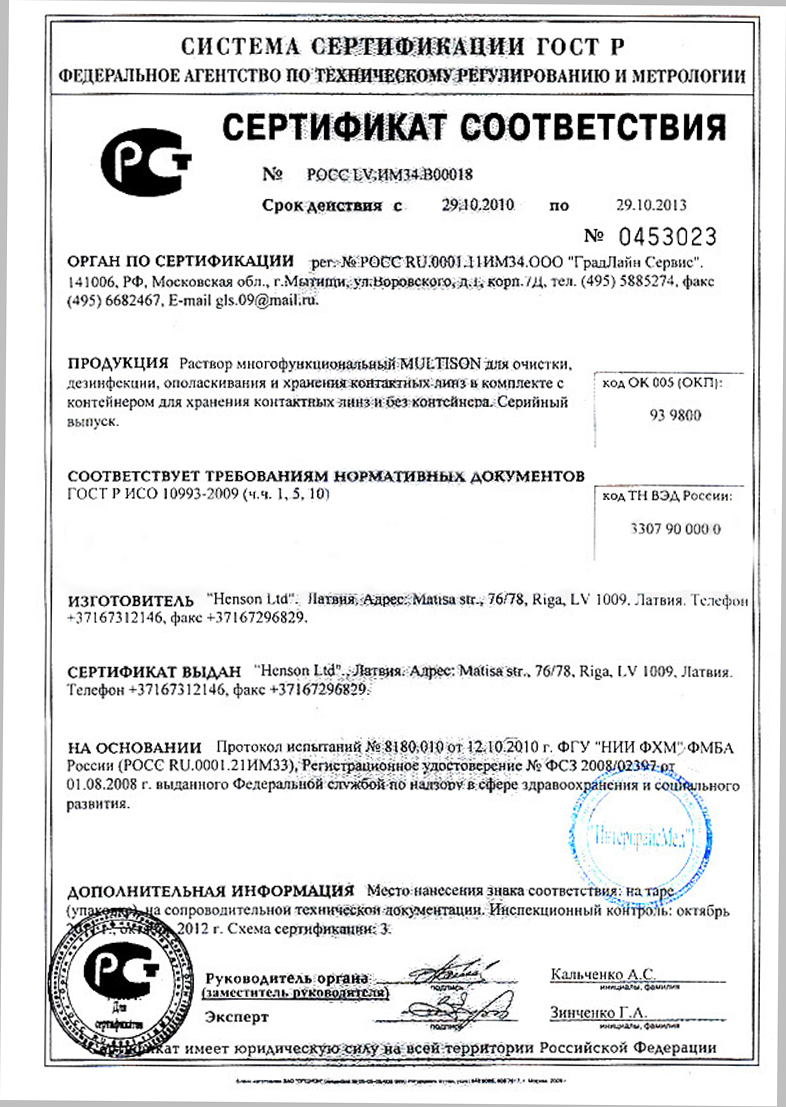 СИСТЕМА СЕРТИФИКАЦИИ ГОСТ Р
ФЕДЕРАЛЬНОЕ АГЕНТСТВО ПО ТЕХНИЧЕСКОМУ РЕГУЛИРОВАНИЮ И МЕТРОЛОГИИ
СЕРТИФИКАТ СООТВЕТСТВИЯ
№ РОСС LV.ИМ34.В00018
Срок действия с 29.10.2010 по 29.10.2013
№ 0453023
ОРГАН ПО СЕРТИФИКАЦИИ рег. № РОСС RU.0001.11ИМ34.ООО "ГрадЛайн Сервис".
141006, РФ, Московская обл., г.Мытищи, ул.Воровского, д.1, корп.7Д, тел. (495) 5885274, факс
(495) 6682467, E-mail gls.09@mail.ru.
ПРОДУКЦИЯ Раствор многофункциональный MULTISON для очистки,
дезинфекции, ополаскивания и хранения контактных линз в комплекте с
контейнером для хранения контактных линз и без контейнера. Серийный
выпуск.
код ОК 005 (ОКП):
93 9800
СООТВЕТСТВУЕТ ТРЕБОВАНИЯМ НОРМАТИВНЫХ ДОКУМЕНТОВ
ГОСТ Р ИСО 10993-2009 (ч.ч. 1, 5, 10)
код ТН ВЭД России:
3307 90 000 0
ИЗГОТОВИТЕЛЬ "Henson Ltd". Латвия. Адрес: Matisa str., 76/78, Riga, LV 1009, Латвия. Телефон
+37167312146, факс +37167296829.
СЕРТИФИКАТ ВЫДАН "Henson Ltd"., Латвия. Адрес: Matisa str., 76/78, Riga, LV 1009, Латвия.
Телефон +37167312146, факс +37167296829.
НА ОСНОВАНИИ Протокол испытаний № 8180.010 от 12.10.2010 г. ФГУ "НИИ ФХМ" ФМБА
России (РОСС RU.0001.21ИМ33), Регистрационное удостоверение № ФСЗ 2008/02397 от
01.08.2008 г. выданного Федеральной службой по надзору в сфере здравоохранения и социального
развития.
"ИнтерпрайсМед"
ДОПОЛНИТЕЛЬНАЯ ИНФОРМАЦИЯ Место нанесения знака соответствия: на таре
(упаковке), на сопроводительной технической документации. Инспекционный контроль: октябрь
октябрь 2012 г. Схема сертификации: 3.
Для
сертификатов
Руководитель органа Кальченко А.С.
(заместитель руководителя) подпись инициалы, фамилия
Эксперт Зинченко Г.А.
подпись инициалы, фамилия
Сертификат имеет юридическую силу на всей территории Российской Федерации